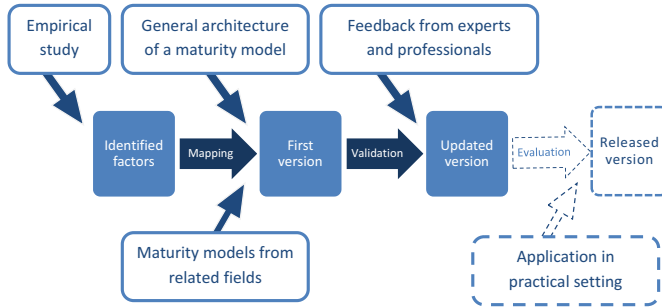 Empirical
study
General architecture
of a maturity model
Feedback from experts
and professionals
Identified
factors
Mapping
First
version
Validation
Updated
version
Evaluation
Released
version
Maturity models from
related fields
Application in
practical setting